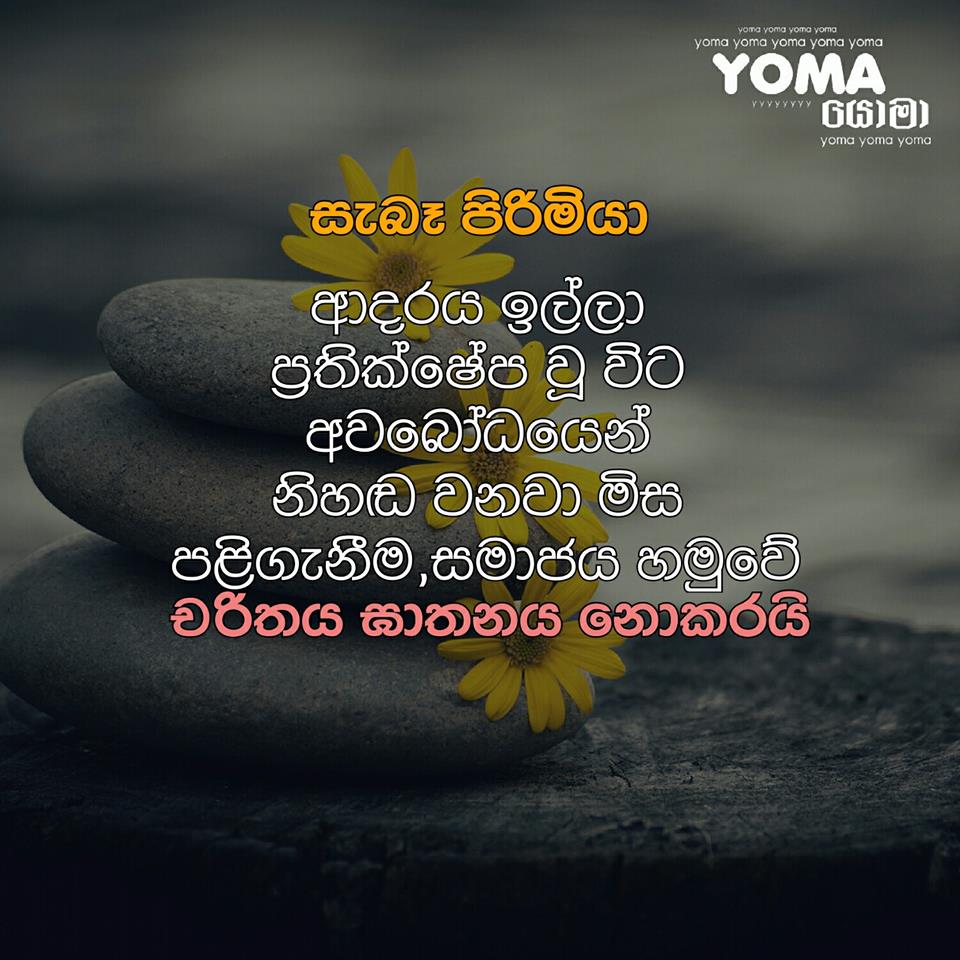 yoma yoma yoma yoma
yoma yoma yoma yoma yoma
YOMA
yyyyyyyy
යොමා
yoma yoma yoma
සැබෑ පිරිමියා
ආදරය ඉල්ලා
ප්‍රතික්ෂේප වූ විට
අවබෝධයෙන්
නිහඬ වනවා මිස
පළිගැනීම,සමාජය හමුවේ
චරිතය ඝාතනය නොකරයි